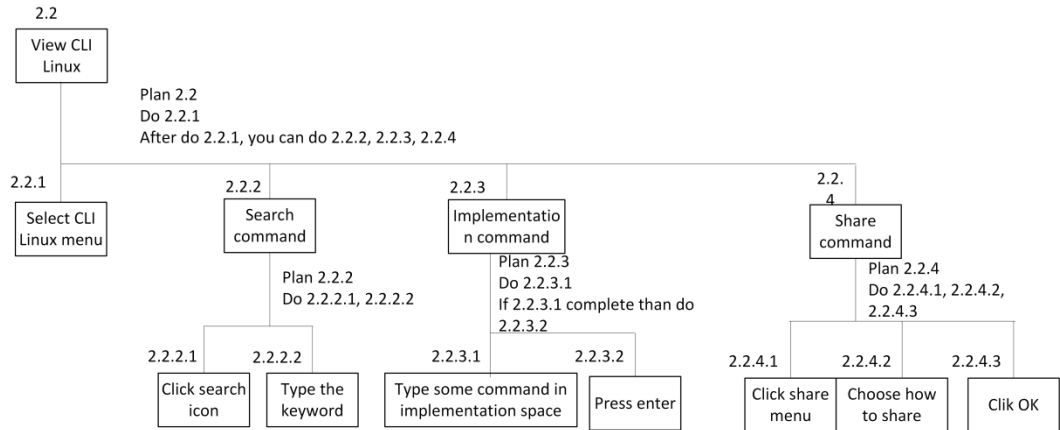 2.2
View CLI
Linux
Plan 2.2
Do 2.2.1
After do 2.2.1, you can do 2.2.2, 2.2.3, 2.2.4
2.2.1
Select CLI
Linux menu
2.2.2
Search
command
2.2.3
Implementatio
n command
2.2.
4
Share
command
Plan 2.2.2
Do 2.2.2.1, 2.2.2.2
Plan 2.2.3
Do 2.2.3.1
If 2.2.3.1 complete than do
2.2.3.2
Plan 2.2.4
Do 2.2.4.1, 2.2.4.2,
2.2.4.3
2.2.2.1
Click search
icon
2.2.2.2
Type the
keyword
2.2.3.1
Type some command in
implementation space
2.2.3.2
Press enter
2.2.4.1
Click share
menu
2.2.4.2
Choose how
to share
2.2.4.3
Clik OK